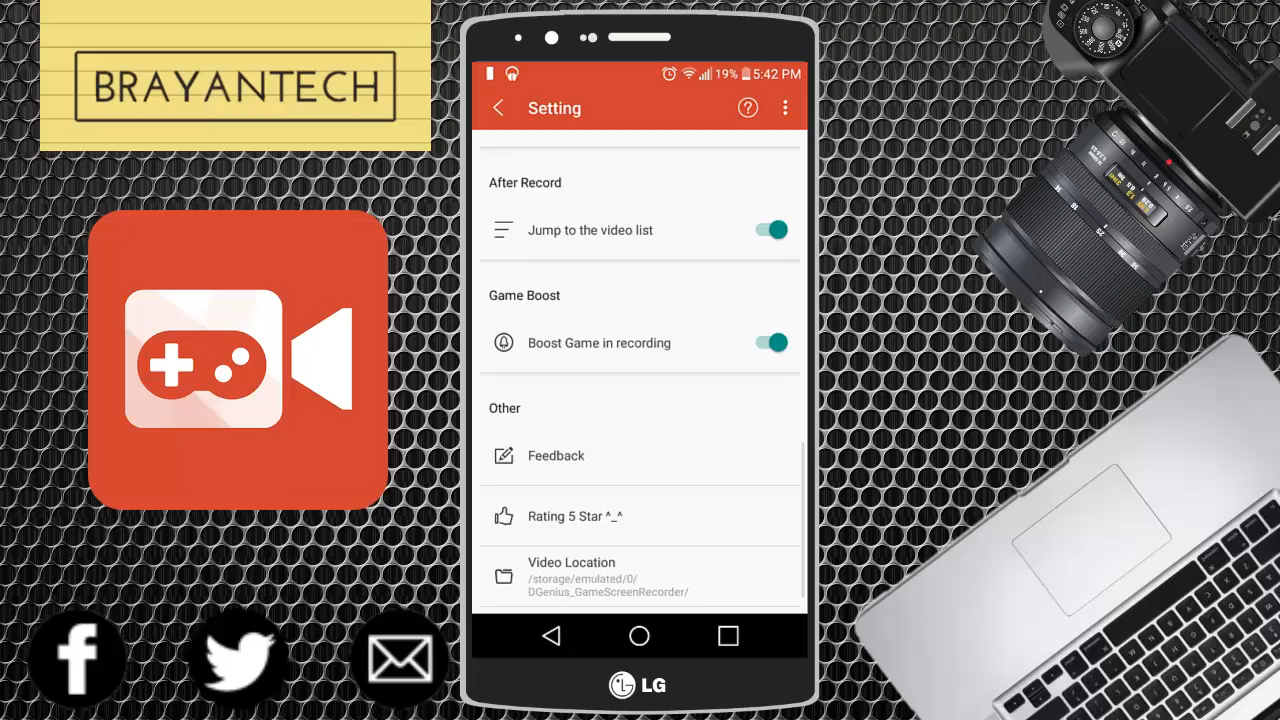 BRAYANTECH
19% 5:42 PM
Setting
After Record
Jump to the video list
Game Boost
Boost Game in recording
Other
Feedback
Rating 5 Star ^_^
Video Location
/storage/emulated/0/
DGenius_GameScreenRecorder/
LG